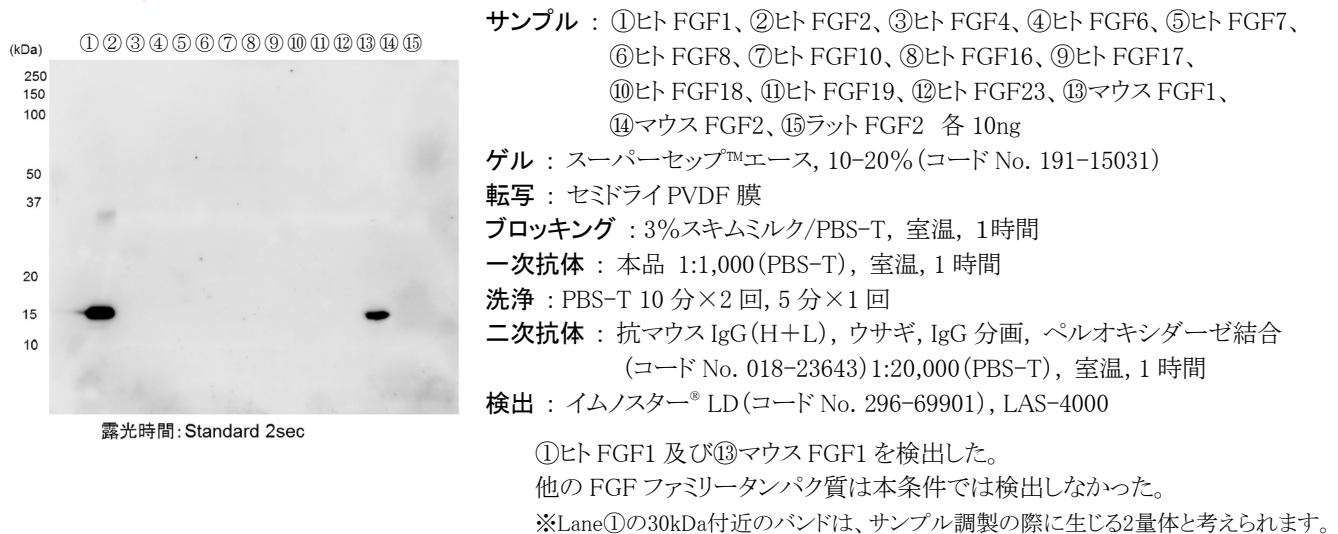 (kDa)
①②③④⑤⑥⑦⑧⑨⑩⑪⑫⑬⑭⑮
250
150
100
50
37
20
15
10
露光時間:Standard 2sec
サンプル : ①ヒト FGF1、②ヒト FGF2、③ヒト FGF4、④ヒト FGF6、⑤ヒト FGF7、
⑥ヒト FGF8、⑦ヒト FGF10、⑧ヒト FGF16、⑨ヒト FGF17、
⑩ヒト FGF18、⑪ヒト FGF19、⑫ヒト FGF23、⑬マウス FGF1、
⑭マウス FGF2、⑮ラット FGF2 各 10ng
ゲル : スーパーセップ™エース, 10-20%(コード No. 191-15031)
転写 : セミドライ PVDF 膜
ブロッキング : 3%スキムミルク/PBS-T, 室温, 1時間
一次抗体 : 本品 1:1,000(PBS-T), 室温, 1 時間
洗浄 : PBS-T 10 分×2 回, 5 分×1 回
二次抗体 : 抗マウス IgG(H+L), ウサギ, IgG 分画, ペルオキシダーゼ結合
(コード No. 018-23643)1:20,000(PBS-T), 室温, 1 時間
検出 : イムノスター® LD(コード No. 296-69901), LAS-4000
①ヒト FGF1 及び⑬マウス FGF1 を検出した。
他の FGF ファミリータンパク質は本条件では検出しなかった。
※Lane①の30kDa付近のバンドは、サンプル調製の際に生じる2量体と考えられます。